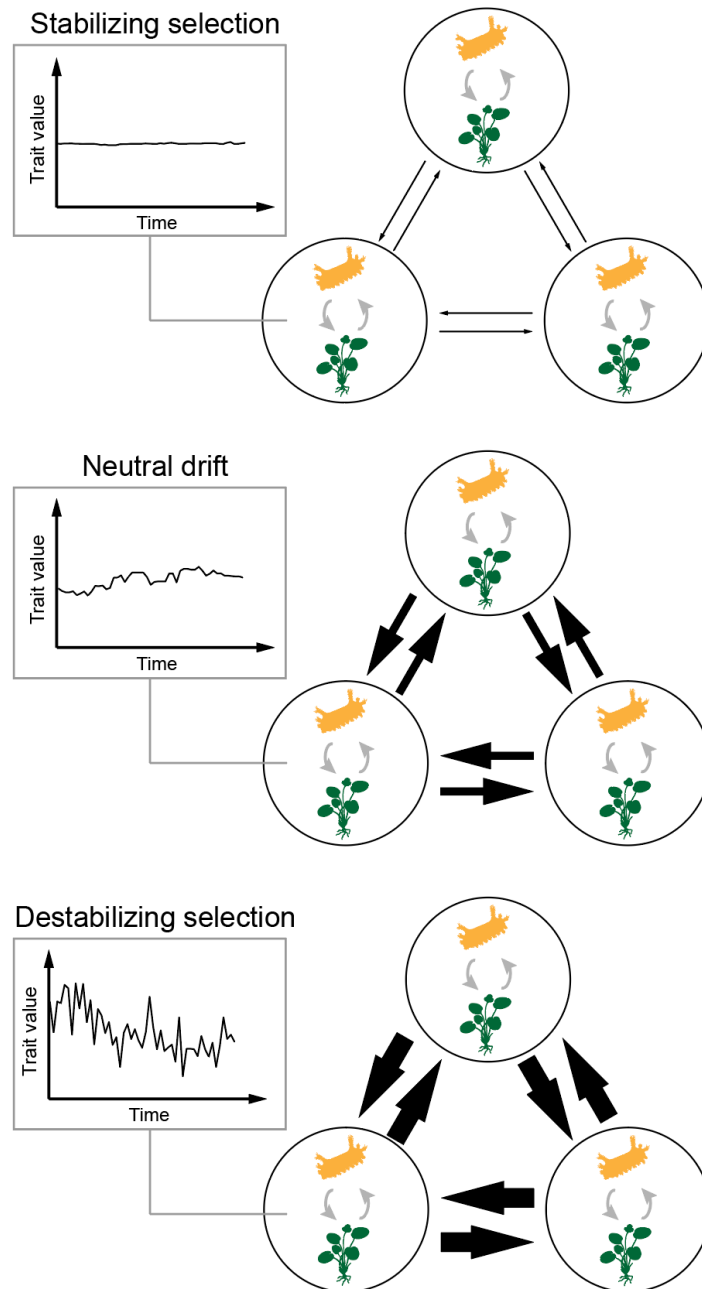 Stabilizing selection
Trait value
Time
Neutral drift
Trait value
Time
Destabilizing selection
Trait value
Time